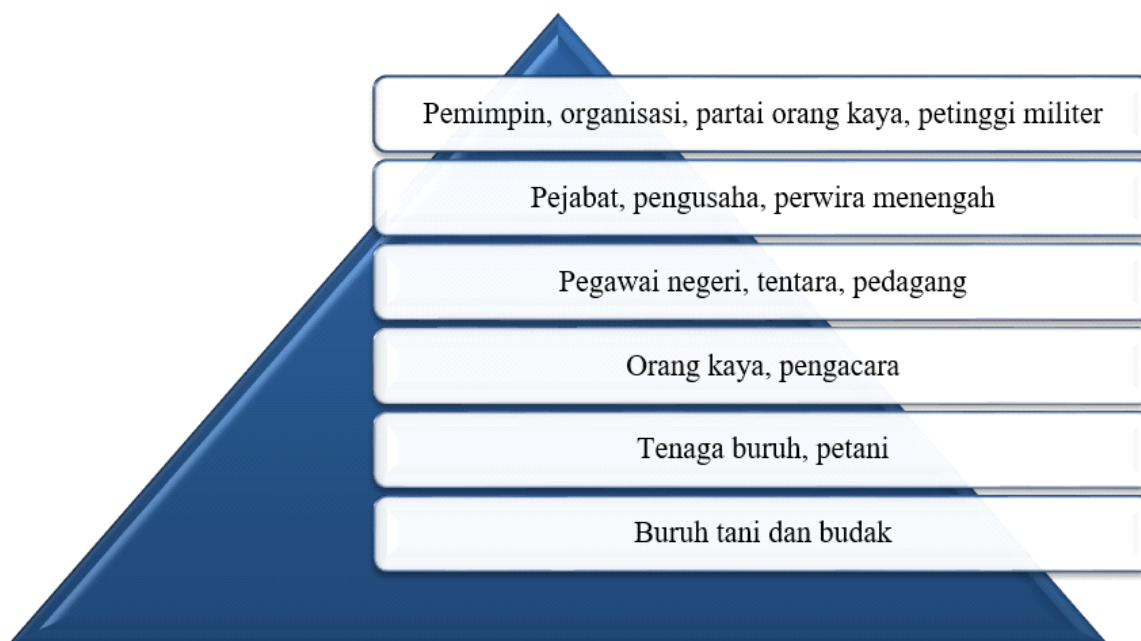 Pemimpin, organisasi, partai orang kaya, petinggi militer
Pejabat, pengusaha, perwira menengah
Pegawai negeri, tentara, pedagang
Orang kaya, pengacara
Tenaga buruh, petani
Buruh tani dan budak